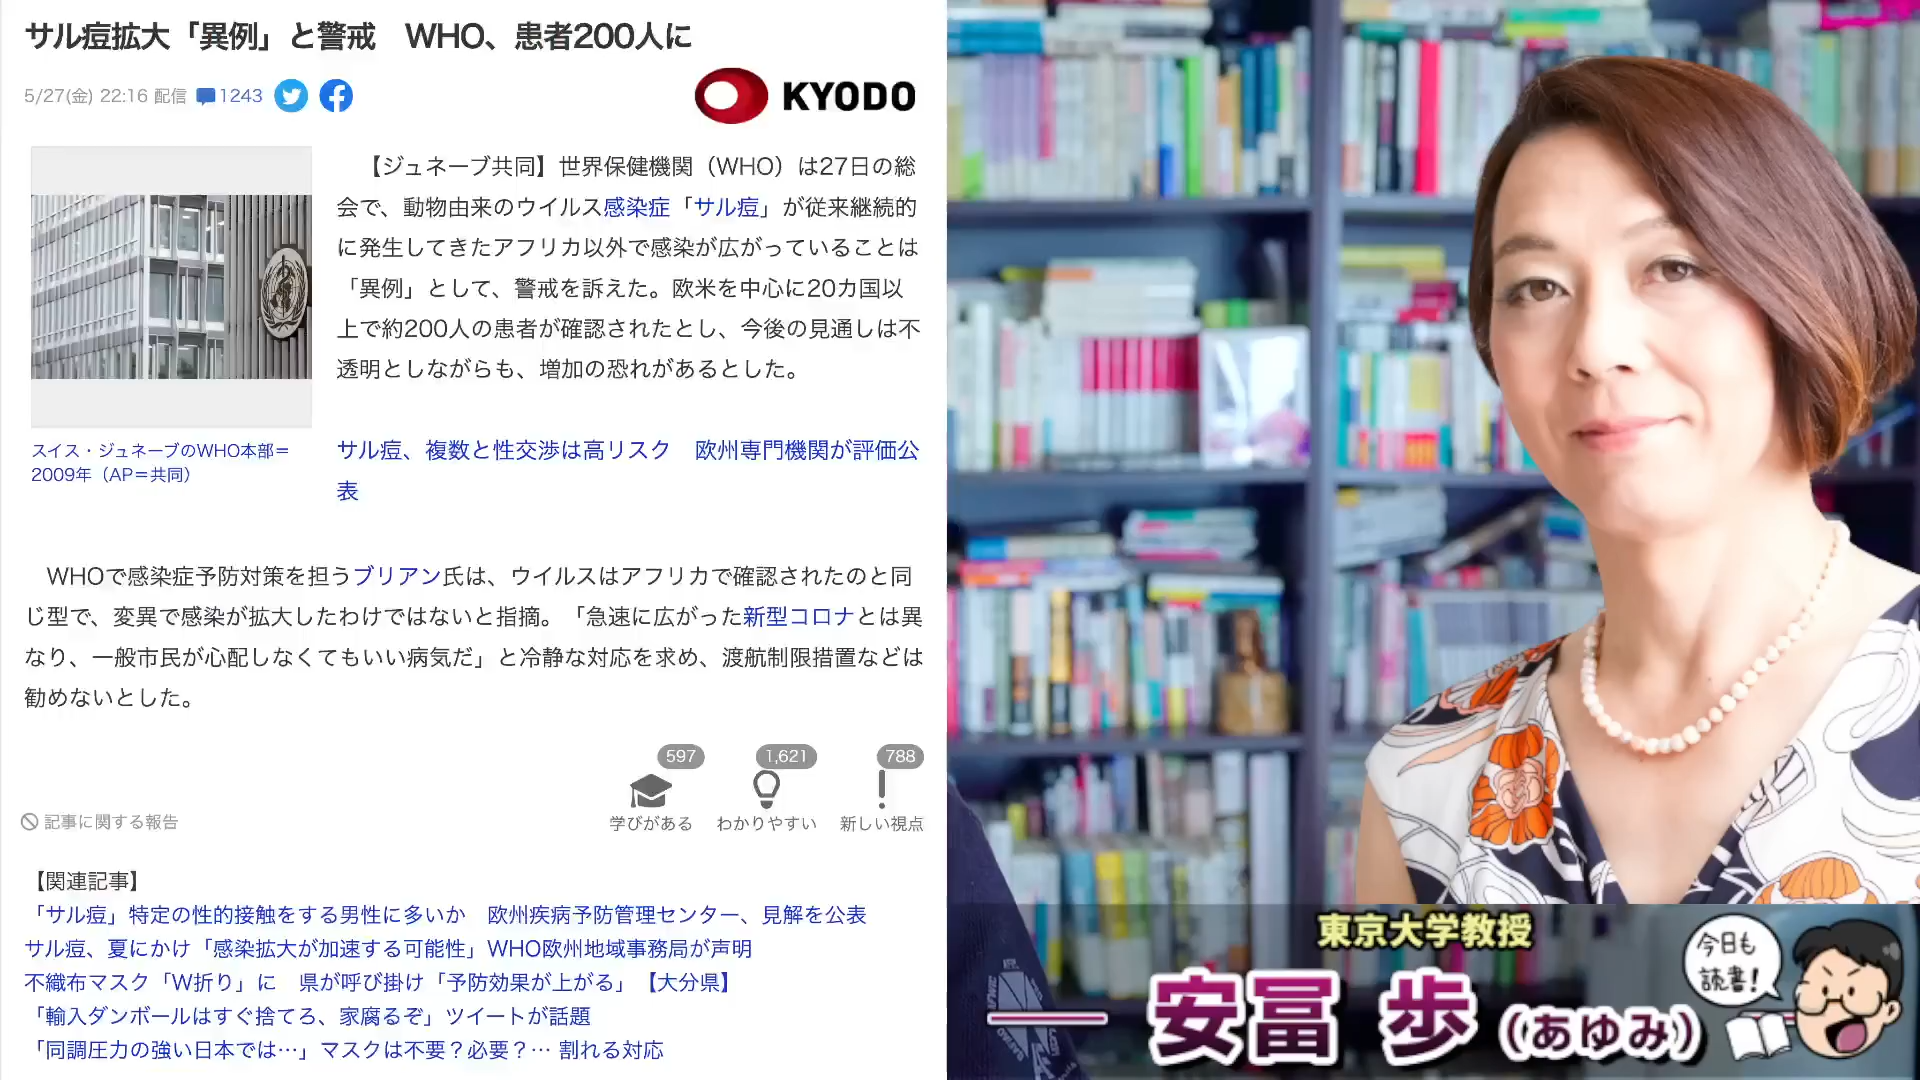 サル痘拡大「異例」と警戒　WHO、患者200人に
5/27(金) 22:16 配信 1243
KYODO
【ジュネーブ共同】世界保健機関（WHO）は27日の総
会で、動物由来のウイルス感染症「サル痘」が従来継続的
に発生してきたアフリカ以外で感染が広がっていることは
「異例」として、警戒を訴えた。欧米を中心に20カ国以
上で約200人の患者が確認されたとし、今後の見通しは不
透明としながらも、増加の恐れがあるとした。
スイス・ジュネーブのWHO本部＝
2009年（AP＝共同）
サル痘、複数と性交渉は高リスク　欧州専門機関が評価公
表
WHOで感染症予防対策を担うブリアン氏は、ウイルスはアフリカで確認されたのと同
じ型で、変異で感染が拡大したわけではないと指摘。「急速に広がった新型コロナとは異
なり、一般市民が心配しなくてもいい病気だ」と冷静な対応を求め、渡航制限措置などは
勧めないとした。
597 1,621 788
学びがある わかりやすい 新しい視点
記事に関する報告
【関連記事】
「サル痘」特定の性的接触をする男性に多いか　欧州疾病予防管理センター、見解を公表
サル痘、夏にかけ「感染拡大が加速する可能性」WHO欧州地域事務局が声明
不織布マスク「W折り」に　県が呼び掛け「予防効果が上がる」【大分県】
「輸入ダンボールはすぐ捨てろ、家腐るぞ」ツイートが話題
「同調圧力の強い日本では…」マスクは不要？必要？… 割れる対応
東京大学教授
安冨 歩（あゆみ）
今日も
読書！